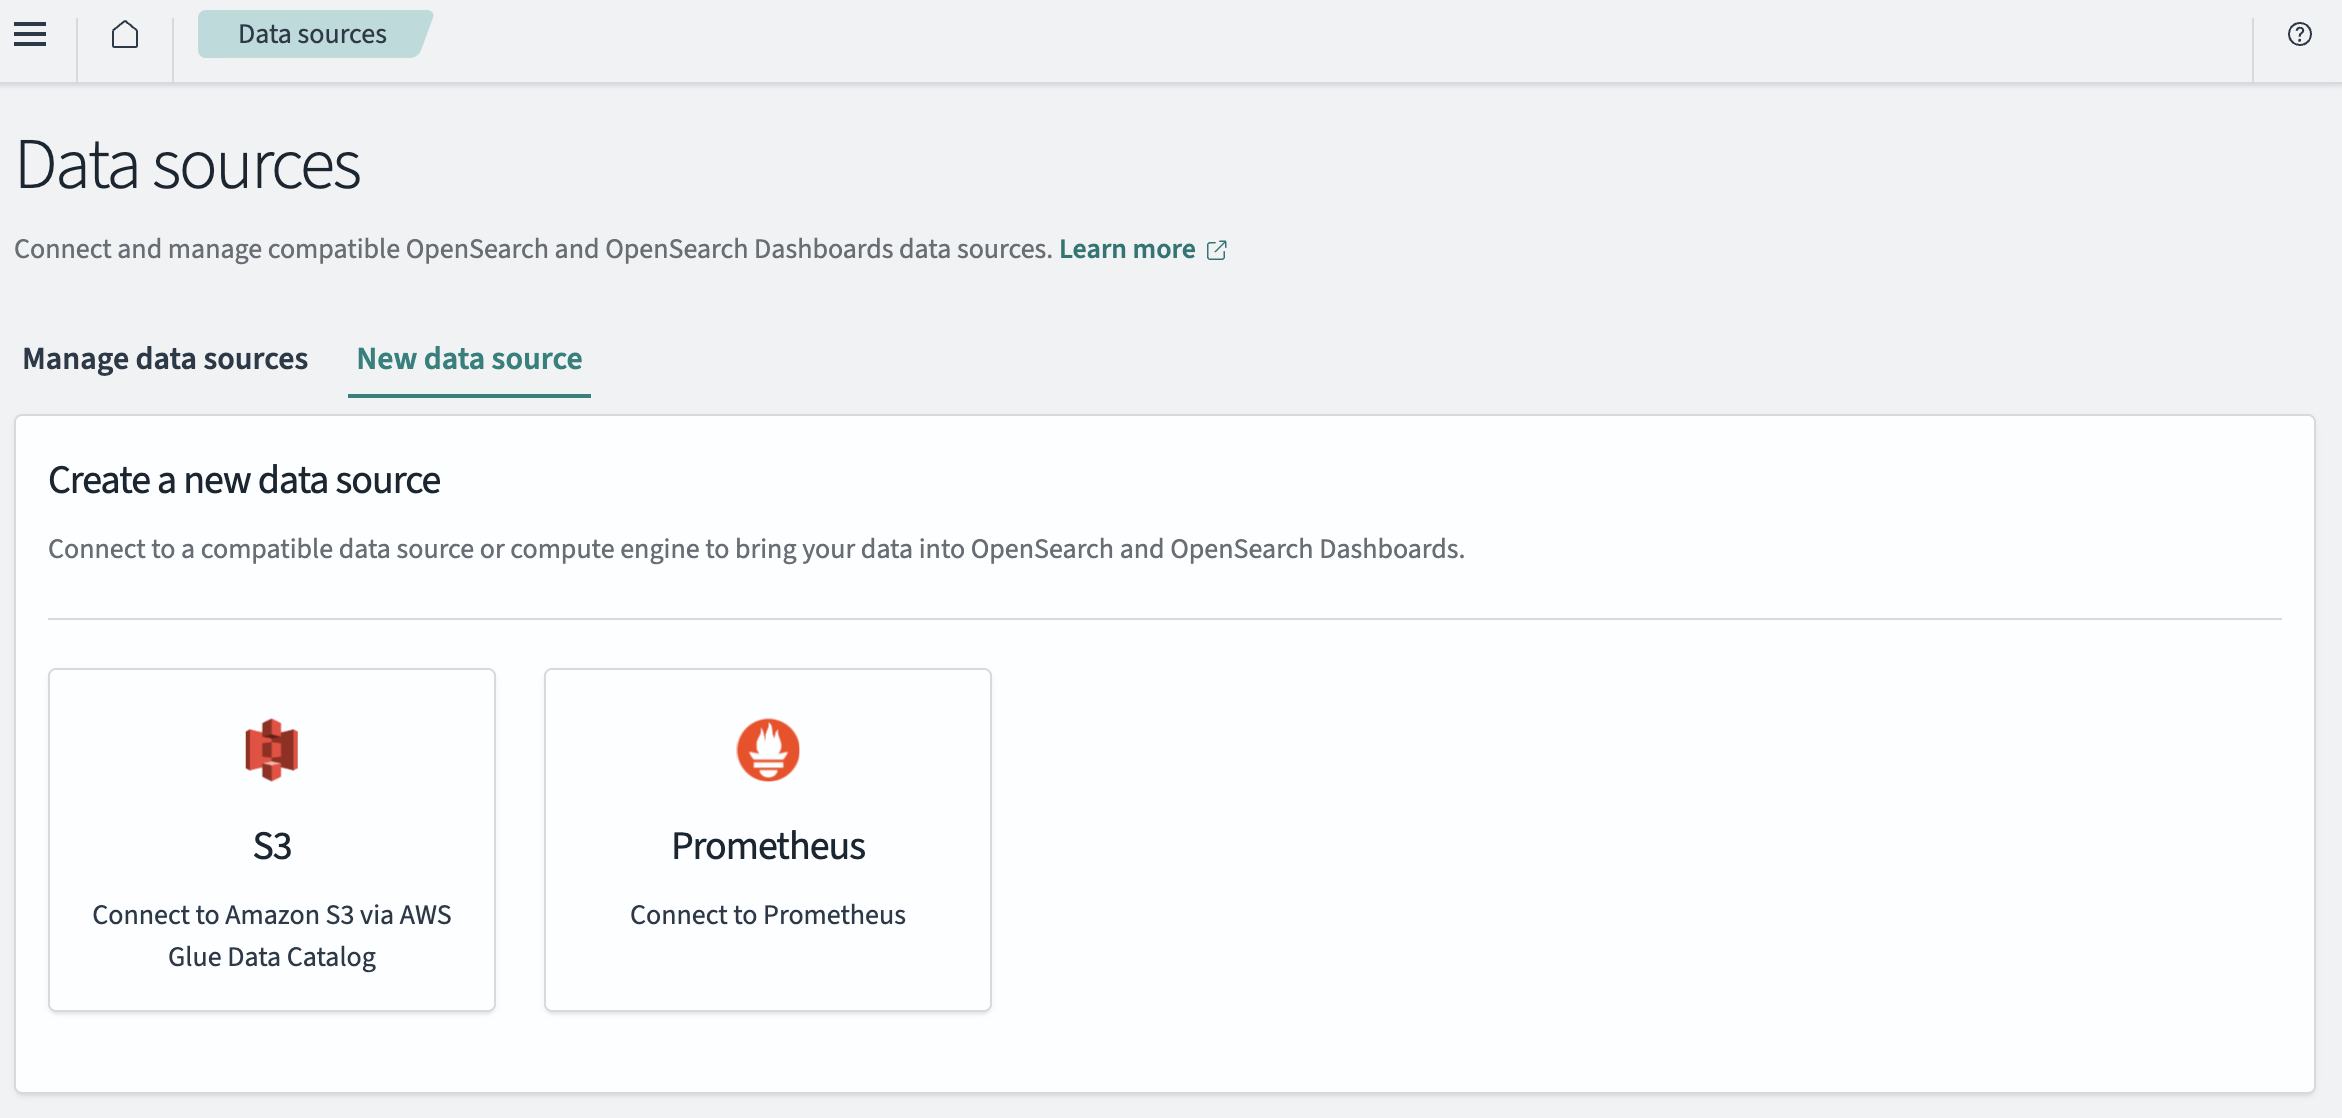 Data sources
Data sources
Connect and manage compatible OpenSearch and OpenSearch Dashboards data sources. Learn more
Manage data sources New data source
Create a new data source
Connect to a compatible data source or compute engine to bring your data into OpenSearch and OpenSearch Dashboards.
S3
Connect to Amazon S3 via AWS
Glue Data Catalog
Prometheus
Connect to Prometheus